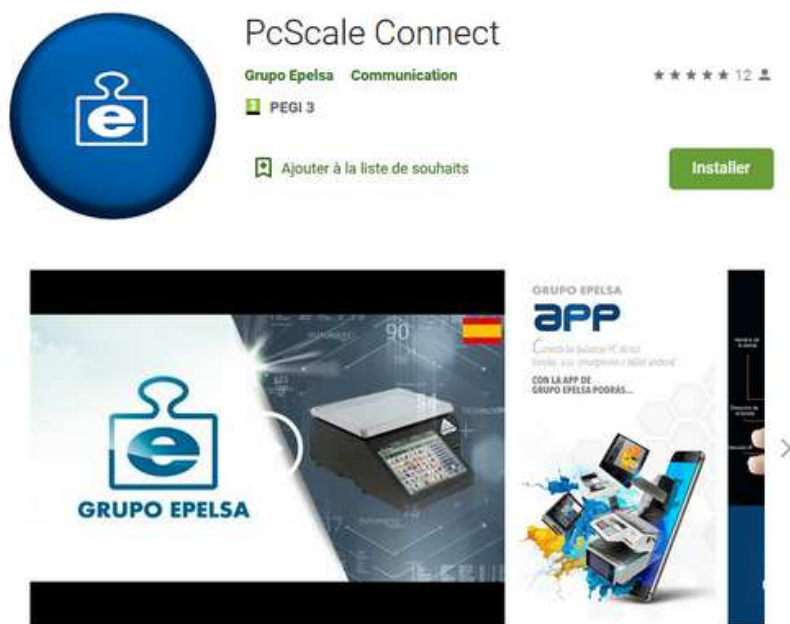 PcScale Connect
Grupo Epelsa Communication
12
PEGI 3
Ajouter à la liste de souhaits
Installer
e
GRUPO EPELSA
90
GRUPO EPELSA
APP
CON LA APP DE
GRUPO EPELSA PODRÁS...